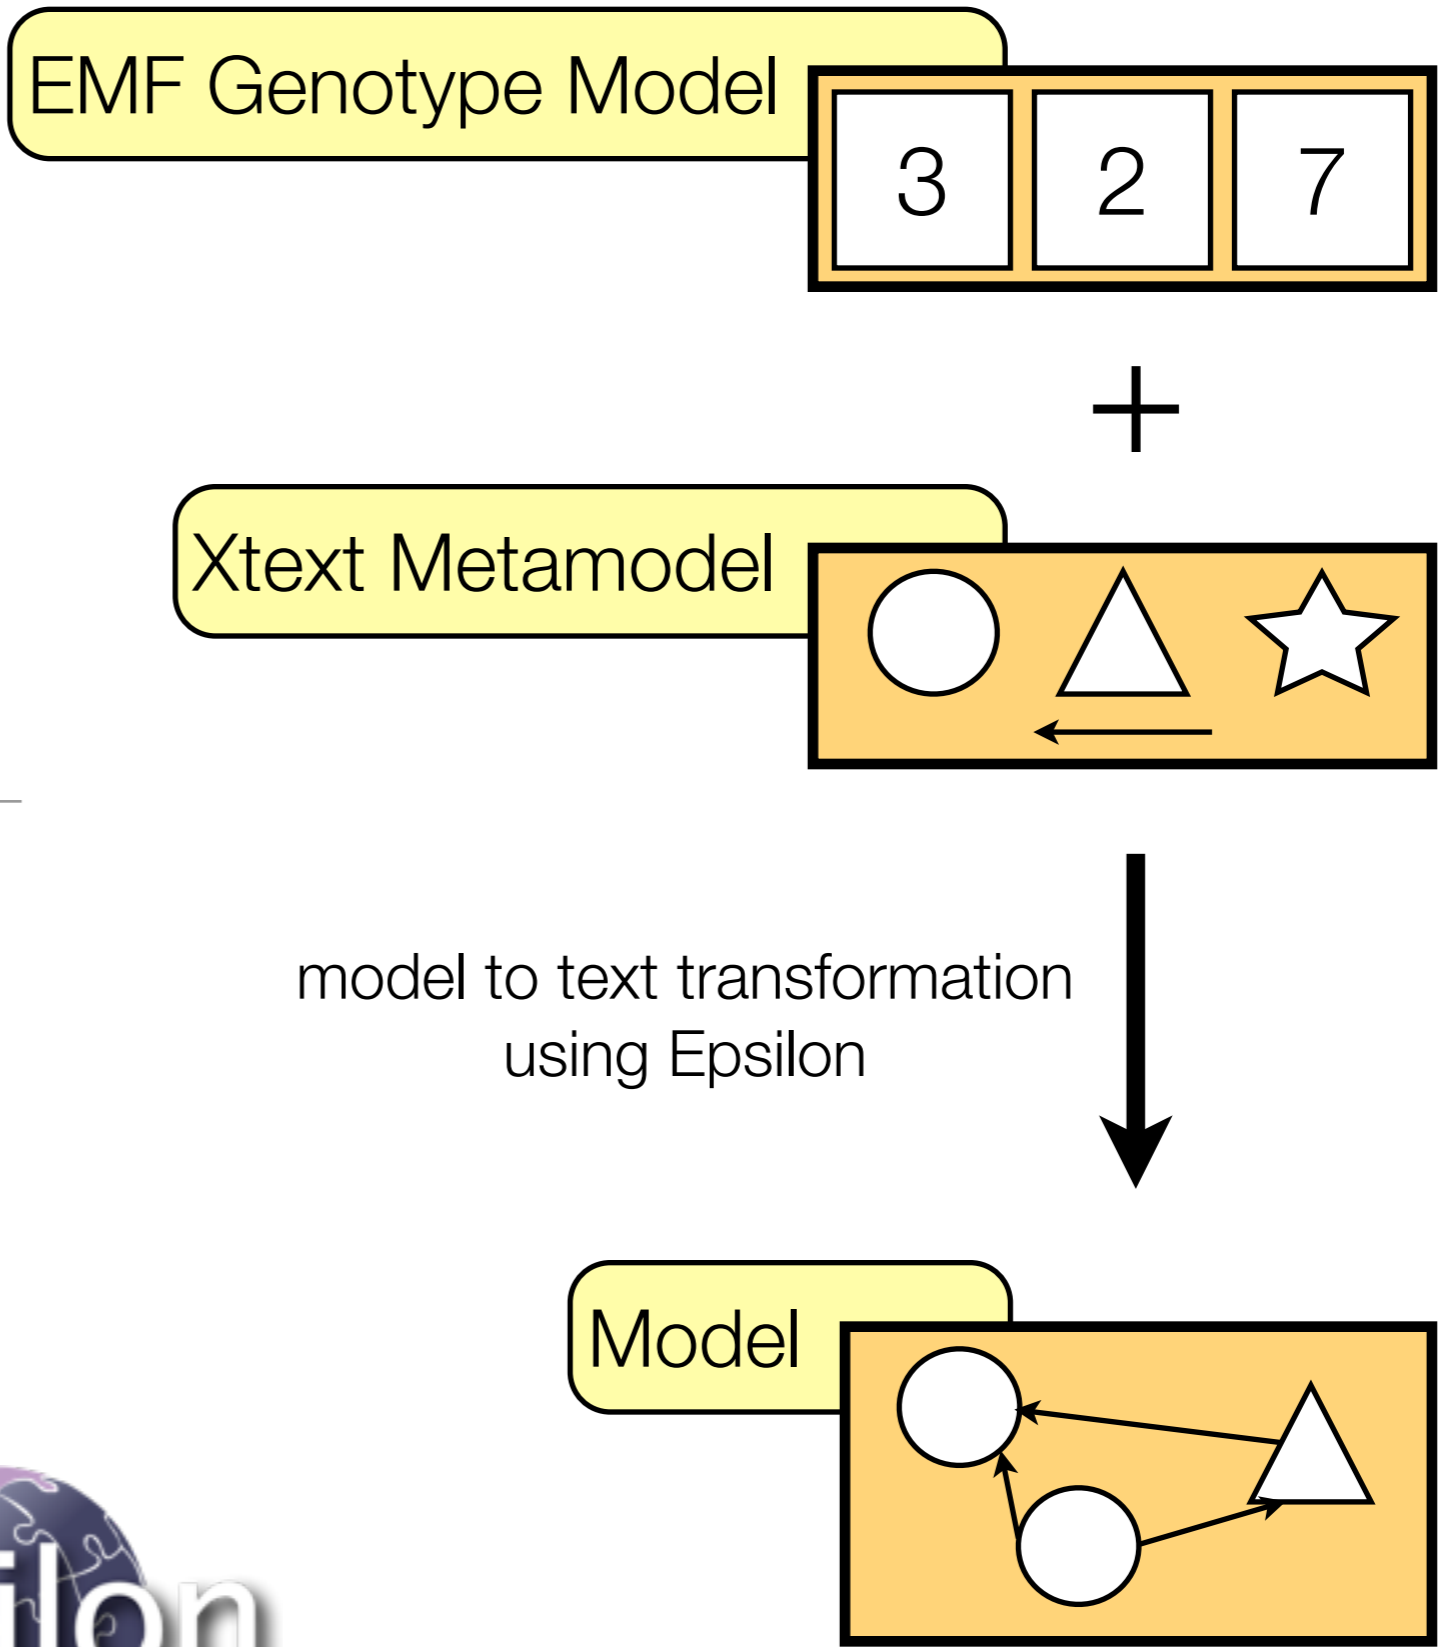 EMF Genotype Model
3 2 7
+
Xtext Metamodel
model to text transformation
using Epsilon
Model